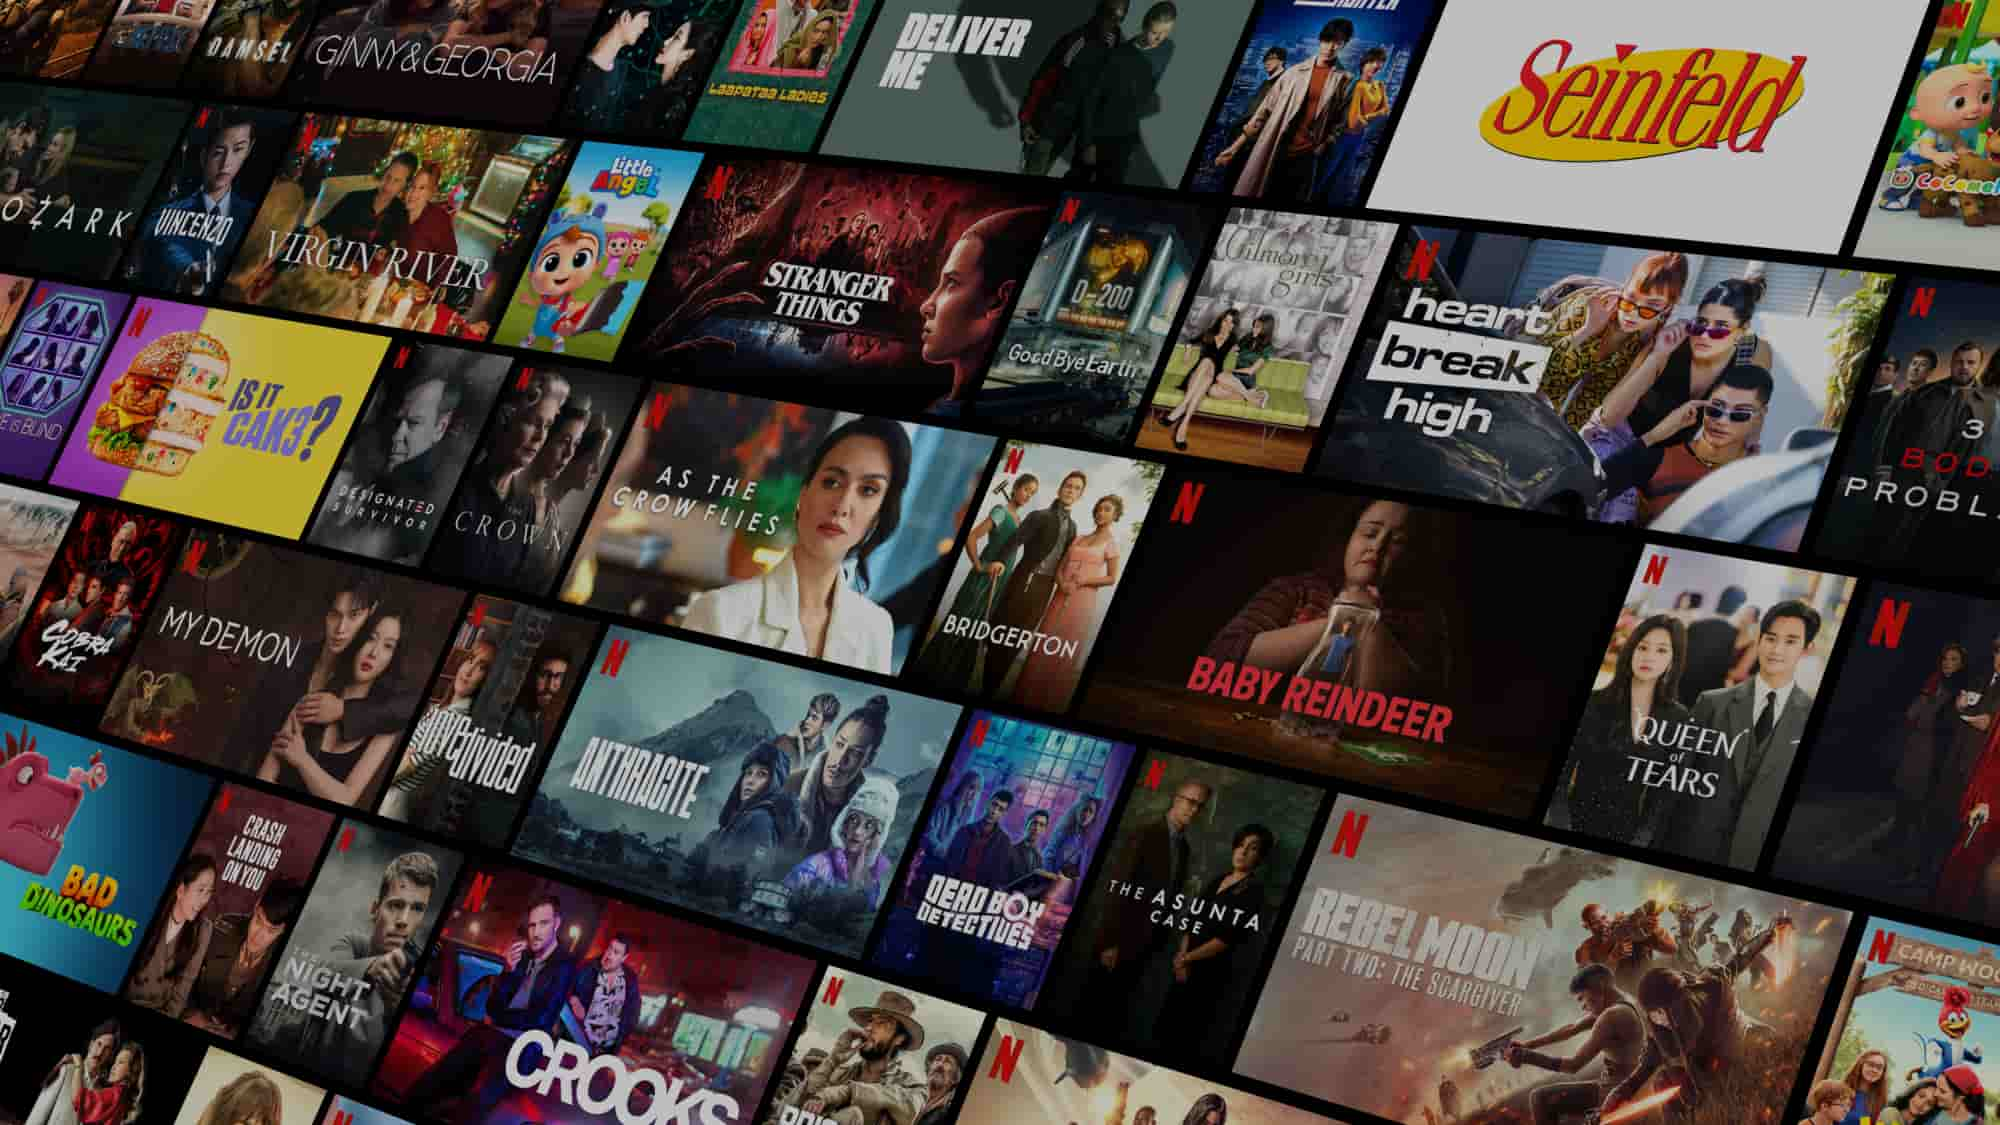 DAMSEL
GINNY & GEORGIA
LAAPATAA LADIES
DELIVER
ME
Seinfeld
CoComel
OZARK
VINCENZO
VIRGIN RIVER
Little
Angel
STRANGER
THINGS
D-200
GoodBye Earth
Gilmore
girls
heart
break
high
3
BOD
PROBL
E IS BLIND
IS IT
CAK3?
DESIGNATED
SURVIVOR
THE
CROWN
AS THE
CROW FLIES
BRIDGERTON
BABY REINDEER
QUEEN
of
TEARS
COBRA
KAI
MY DEMON
love divided
ANTHRACITE
DEAD BOY
DETECTIVES
THE ASUNTA
CASE
REBEL MOON
PART TWO: THE SCARGIVER
CAMP WOO
BAD
DINOSAURS
CRASH
LANDING
ON YOU
THE
NIGHT
AGENT
CROOKS